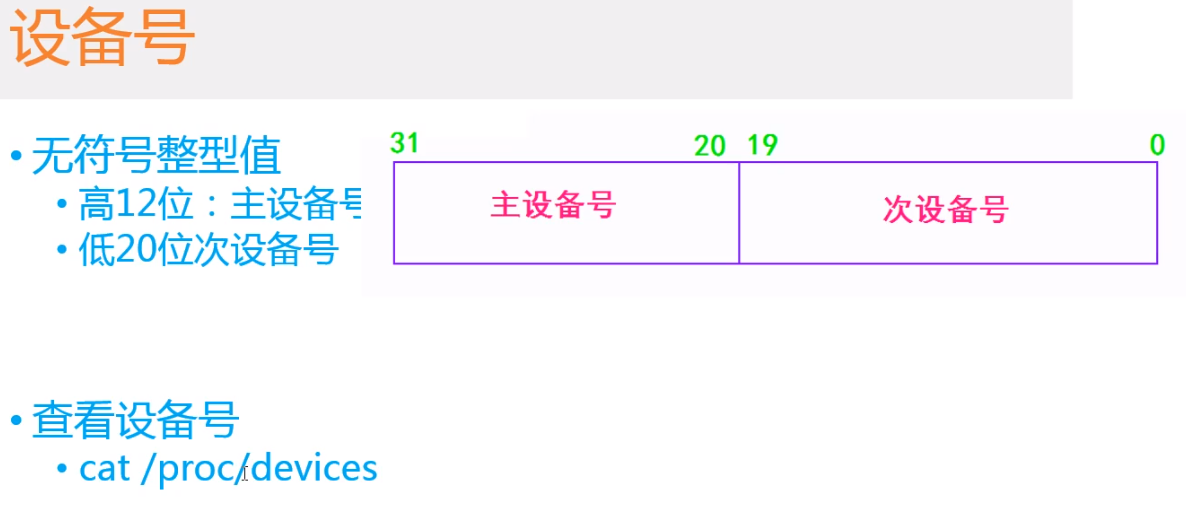 设备号
• 无符号整型值
• 高12位：主设备号
• 低20位次设备号
31 20 19 0
主设备号 次设备号
• 查看设备号
• cat /proc/devices